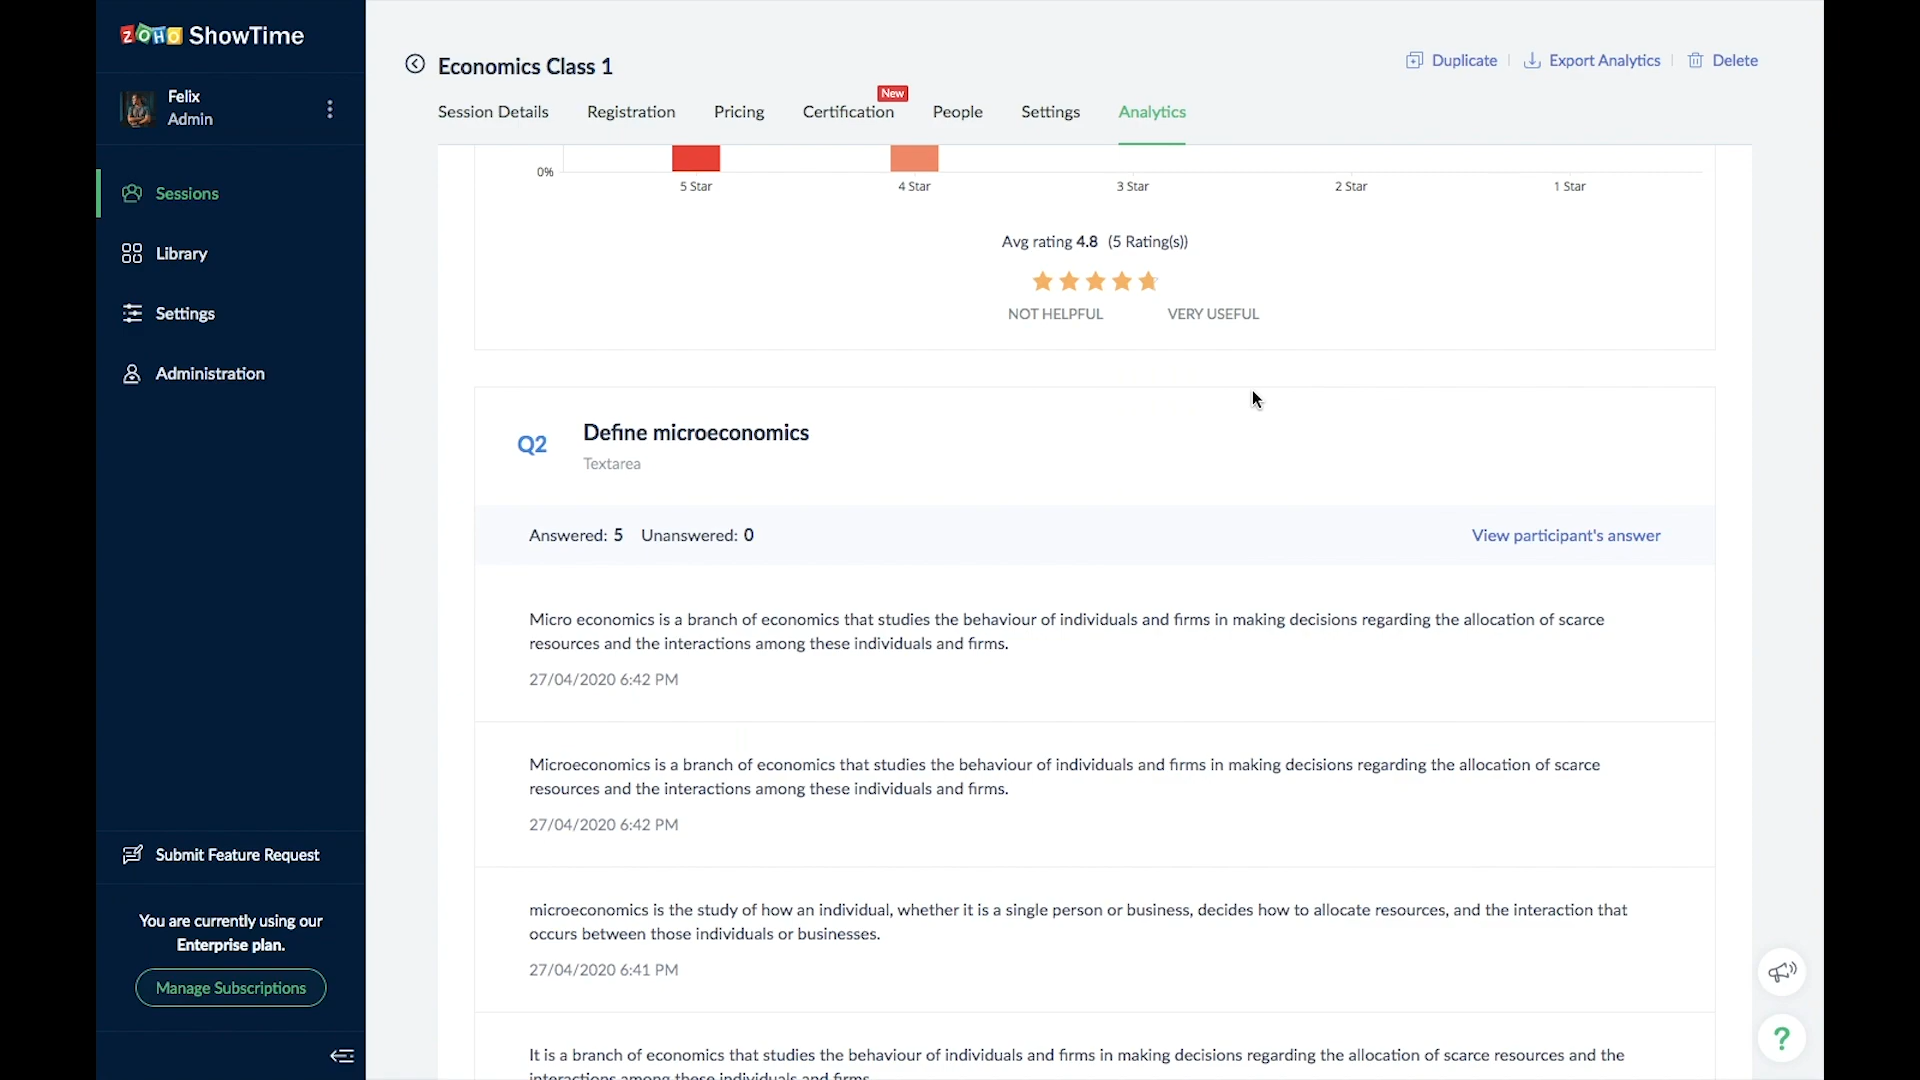 ZOHO ShowTime
Felix
Admin
Sessions
Library
Settings
Administration
Submit Feature Request
You are currently using our
Enterprise plan.
Manage Subscriptions
Economics Class 1
Duplicate
Export Analytics
Delete
Session Details
Registration
Pricing
Certification
New
People
Settings
Analytics
0%
5 Star
4 Star
3 Star
2 Star
1 Star
Avg rating 4.8 (5 Rating(s))
NOT HELPFUL
VERY USEFUL
Q2
Define microeconomics
Textarea
Answered: 5 Unanswered: 0
View participant's answer
Micro economics is a branch of economics that studies the behaviour of individuals and firms in making decisions regarding the allocation of scarce
resources and the interactions among these individuals and firms.
27/04/2020 6:42 PM
Microeconomics is a branch of economics that studies the behaviour of individuals and firms in making decisions regarding the allocation of scarce
resources and the interactions among these individuals and firms.
27/04/2020 6:42 PM
microeconomics is the study of how an individual, whether it is a single person or business, decides how to allocate resources, and the interaction that
occurs between those individuals or businesses.
27/04/2020 6:41 PM
It is a branch of economics that studies the behaviour of individuals and firms in making decisions regarding the allocation of scarce resources and the
interactions among these individuals and firms.
?